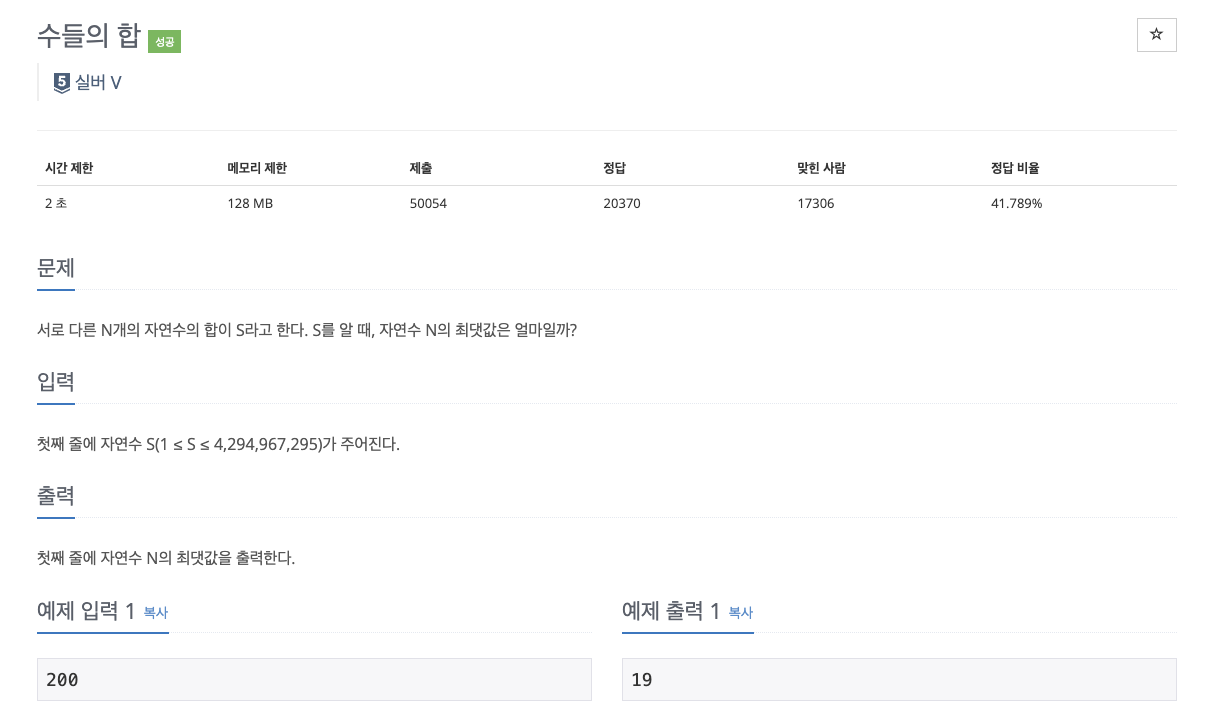 수들의 합 성공
☆
5 실버 V
시간 제한 메모리 제한 제출 정답 맞힌 사람 정답 비율
2 초 128 MB 50054 20370 17306 41.789%
문제
서로 다른 N개의 자연수의 합이 S라고 한다. S를 알 때, 자연수 N의 최댓값은 얼마일까?
입력
첫째 줄에 자연수 S(1 ≤ S ≤ 4,294,967,295)가 주어진다.
출력
첫째 줄에 자연수 N의 최댓값을 출력한다.
예제 입력 1 복사 예제 출력 1 복사
200 19